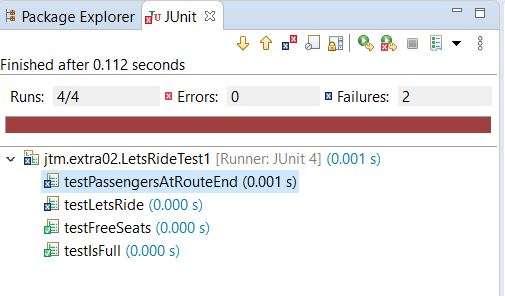 Package Explorer JUnit
Finished after 0.112 seconds
Runs: 4/4 Errors: 0 Failures: 2
jtm.extra02.LetsRideTest1 [Runner: JUnit 4] (0.001 s)
testPassengersAtRouteEnd (0.001 s)
testLetsRide (0.000 s)
testFreeSeats (0.000 s)
testIsFull (0.000 s)